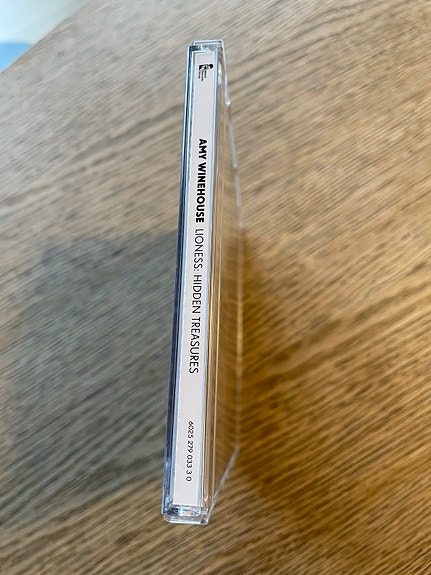 AMY WINEHOUSE LIONESS: HIDDEN TREASURES
6025 279 033 3 0